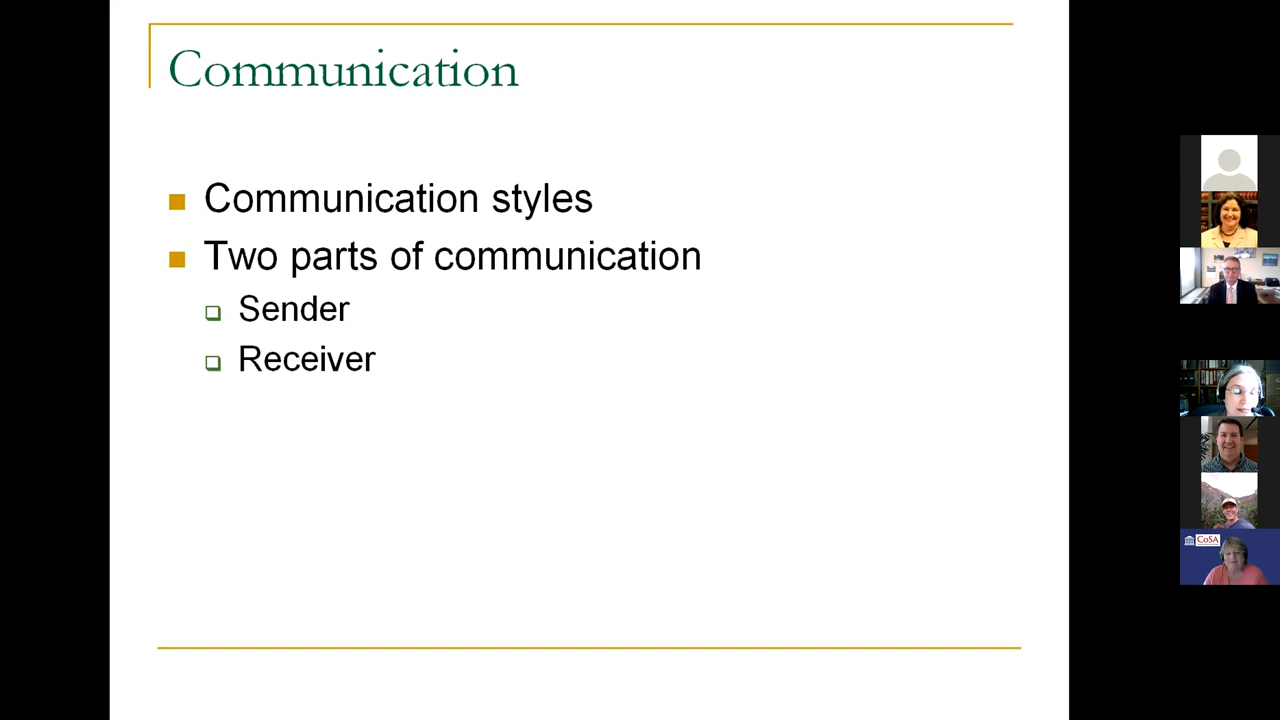 Communication
Communication styles
Two parts of communication
Sender
Receiver
CoSA